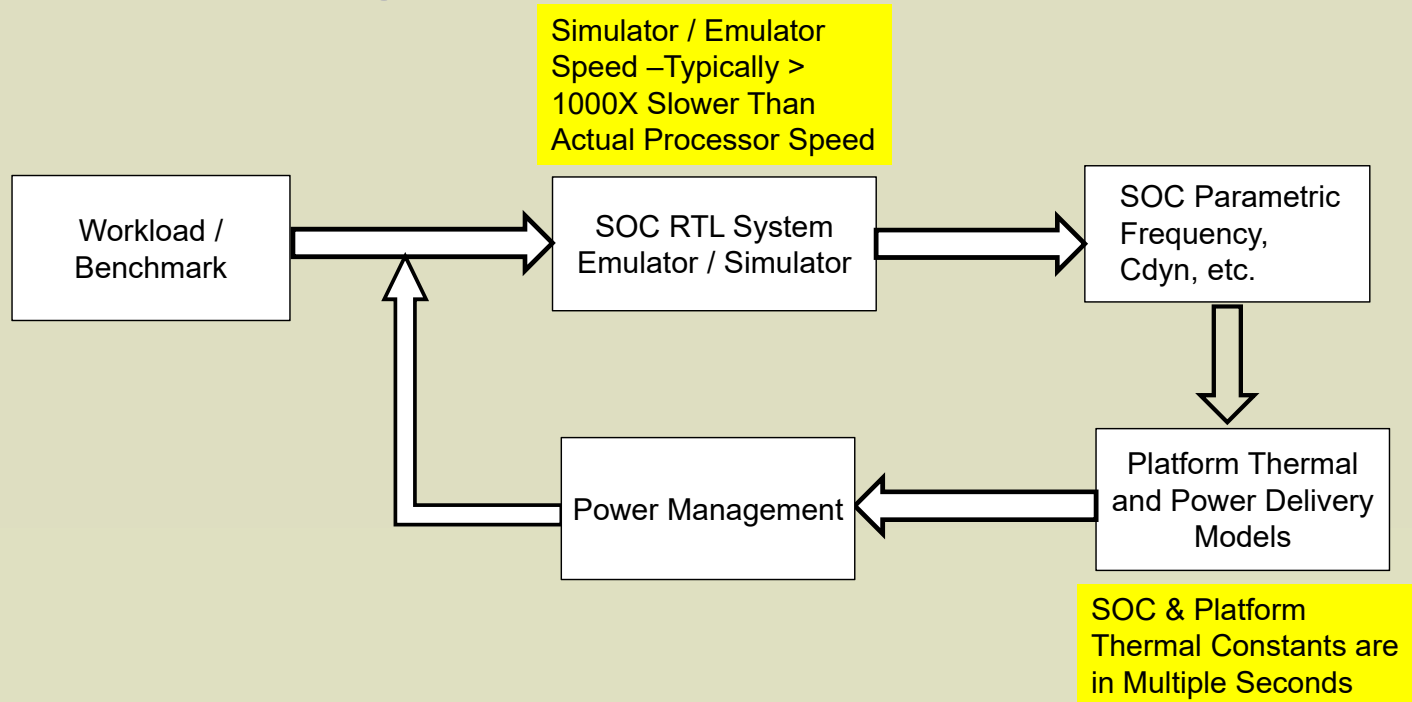 Simulator / Emulator
Speed –Typically >
1000X Slower Than
Actual Processor Speed
Workload /
Benchmark
SOC RTL System
Emulator / Simulator
SOC Parametric
Frequency,
Cdyn, etc.
Power Management
Platform Thermal
and Power Delivery
Models
SOC & Platform
Thermal Constants are
in Multiple Seconds